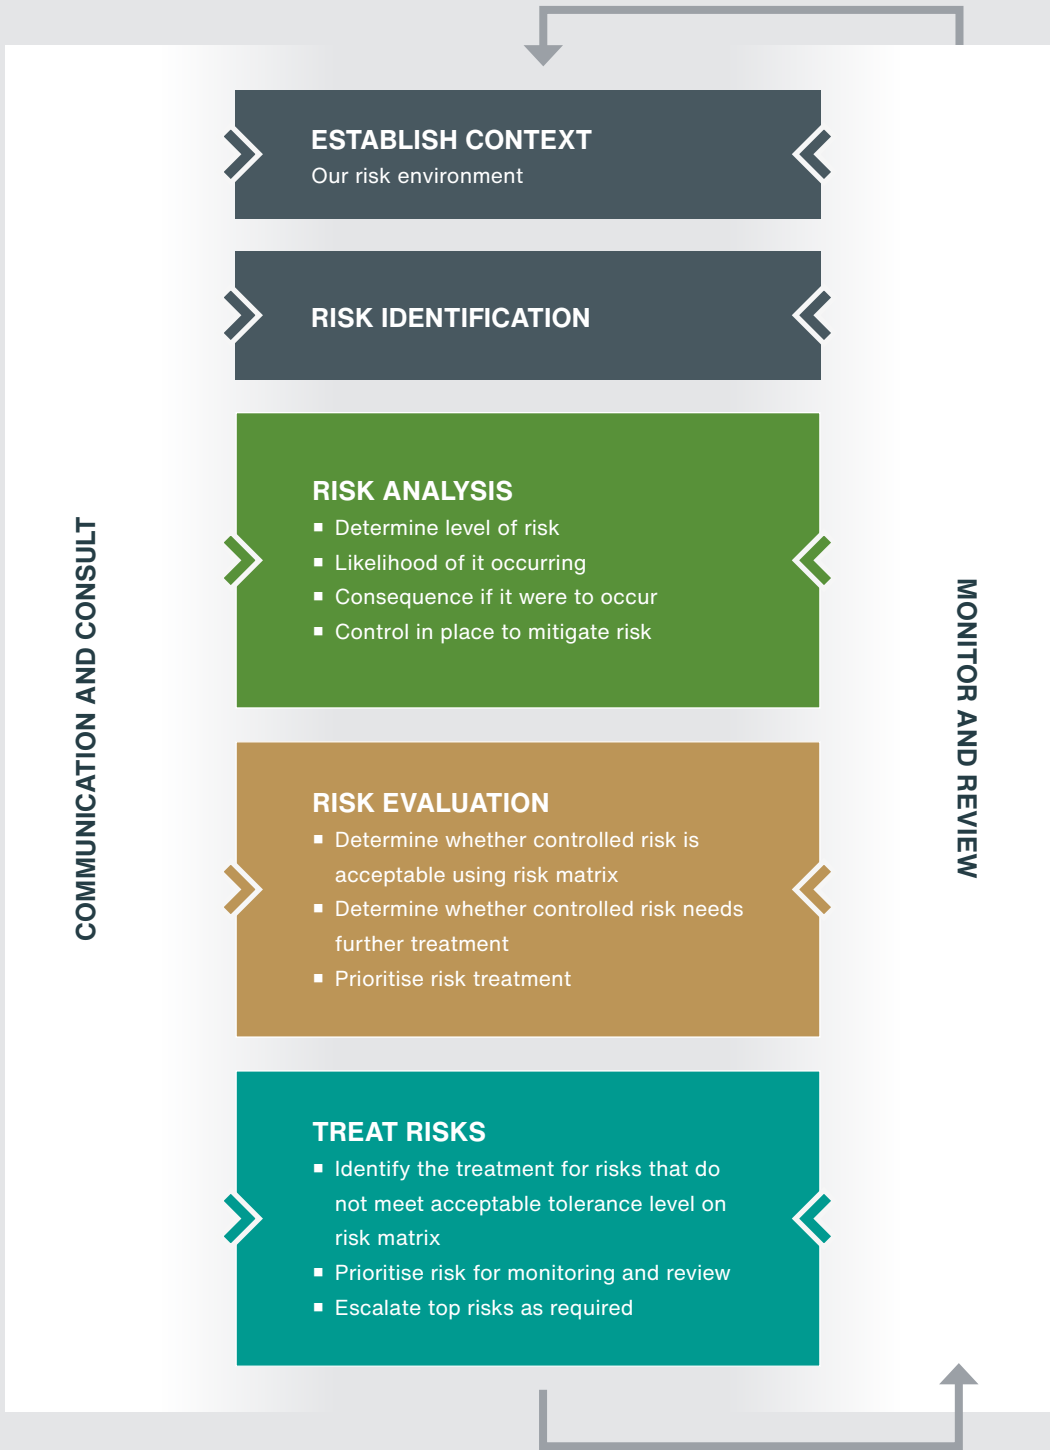 ESTABLISH CONTEXT
Our risk environment
RISK IDENTIFICATION
RISK ANALYSIS
Determine level of risk
Likelihood of it occurring
Consequence if it were to occur
Control in place to mitigate risk
RISK EVALUATION
Determine whether controlled risk is
acceptable using risk matrix
Determine whether controlled risk needs
further treatment
Prioritise risk treatment
TREAT RISKS
Identify the treatment for risks that do
not meet acceptable tolerance level on
risk matrix
Prioritise risk for monitoring and review
Escalate top risks as required
COMMUNICATION AND CONSULT
MONITOR AND REVIEW